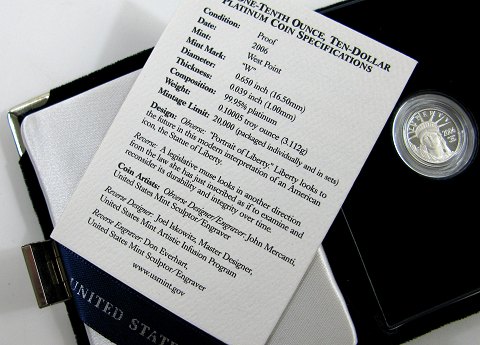 ONE-TENTH OUNCE, TEN-DOLLAR
PLATINUM COIN SPECIFICATIONS
Condition: Proof
Date: 2006
Mint: West Point
Mint Mark: "W"
Diameter: 0.650 inch (16.50mm)
Thickness: 0.039 inch (1.00mm)
Composition: 99.95% platinum
Weight: 0.10005 troy ounce (3.112g)
Mintage Limit: 20,000 (packaged individually and in sets)
Design: Obverse: "Portrait of Liberty," Liberty looks to
the future in this modern interpretation of an American
icon, the Statue of Liberty.
Reverse: A legislative muse looks in another direction
from the law she has just inscribed as if to examine and
reconsider its durability and integrity over time.
Coin Artists: Obverse Designer/Engraver: John Mercanti,
United States Mint Sculptor/Engraver
Reverse Designer: Joel Iskowitz, Master Designer,
United States Mint Artistic Infusion Program
Reverse Engraver: Don Everhart,
United States Mint Sculptor/Engraver
www.usmint.gov
UNITED STATES
2006